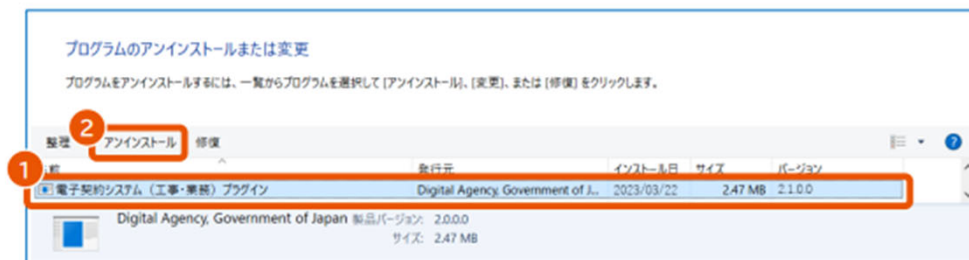 プログラムのアンインストールまたは変更
プログラムをアンインストールするには、一覧からプログラムを選択して [アンインストール]、[変更]、または [修復] をクリックします。
2
整理 アンインストール 修復 ?
1
名前 発行元 インストール日 サイズ バージョン
電子契約システム（工事・業務）プラグイン Digital Agency, Government of J... 2023/03/22 2.47 MB 2.1.0.0
Digital Agency, Government of Japan 製品バージョン: 2.0.0.0
サイズ: 2.47 MB